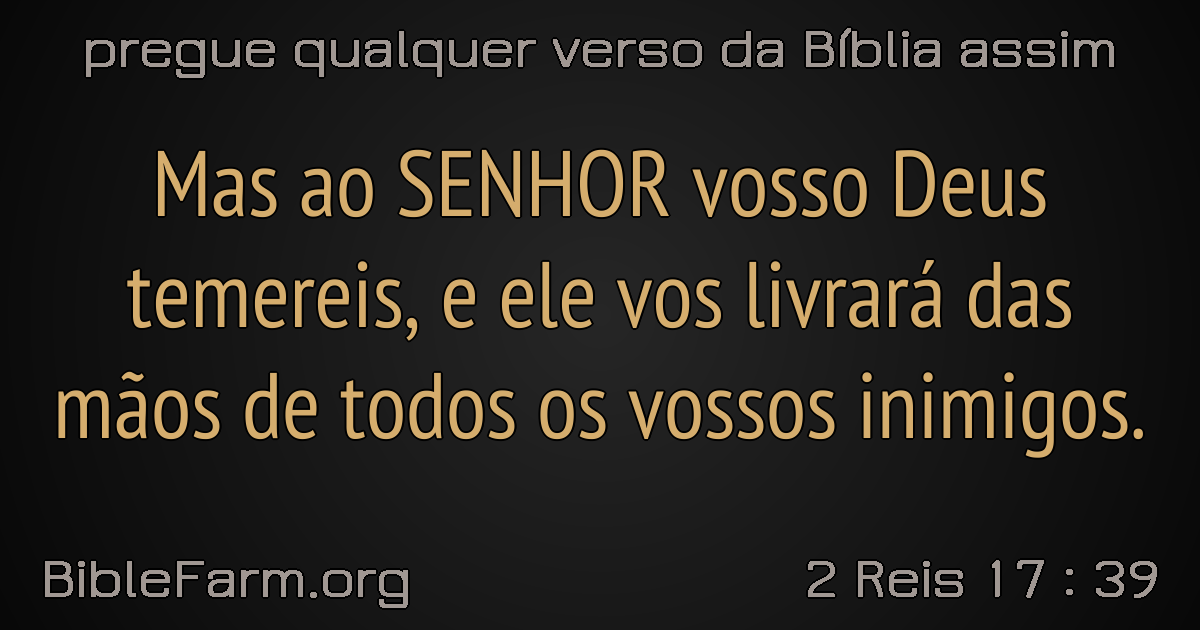 pregue qualquer verso da Bíblia assim
Mas ao SENHOR vosso Deus
temereis, e ele vos livrará das
mãos de todos os vossos inimigos.
BibleFarm.org
2 Reis 17 : 39